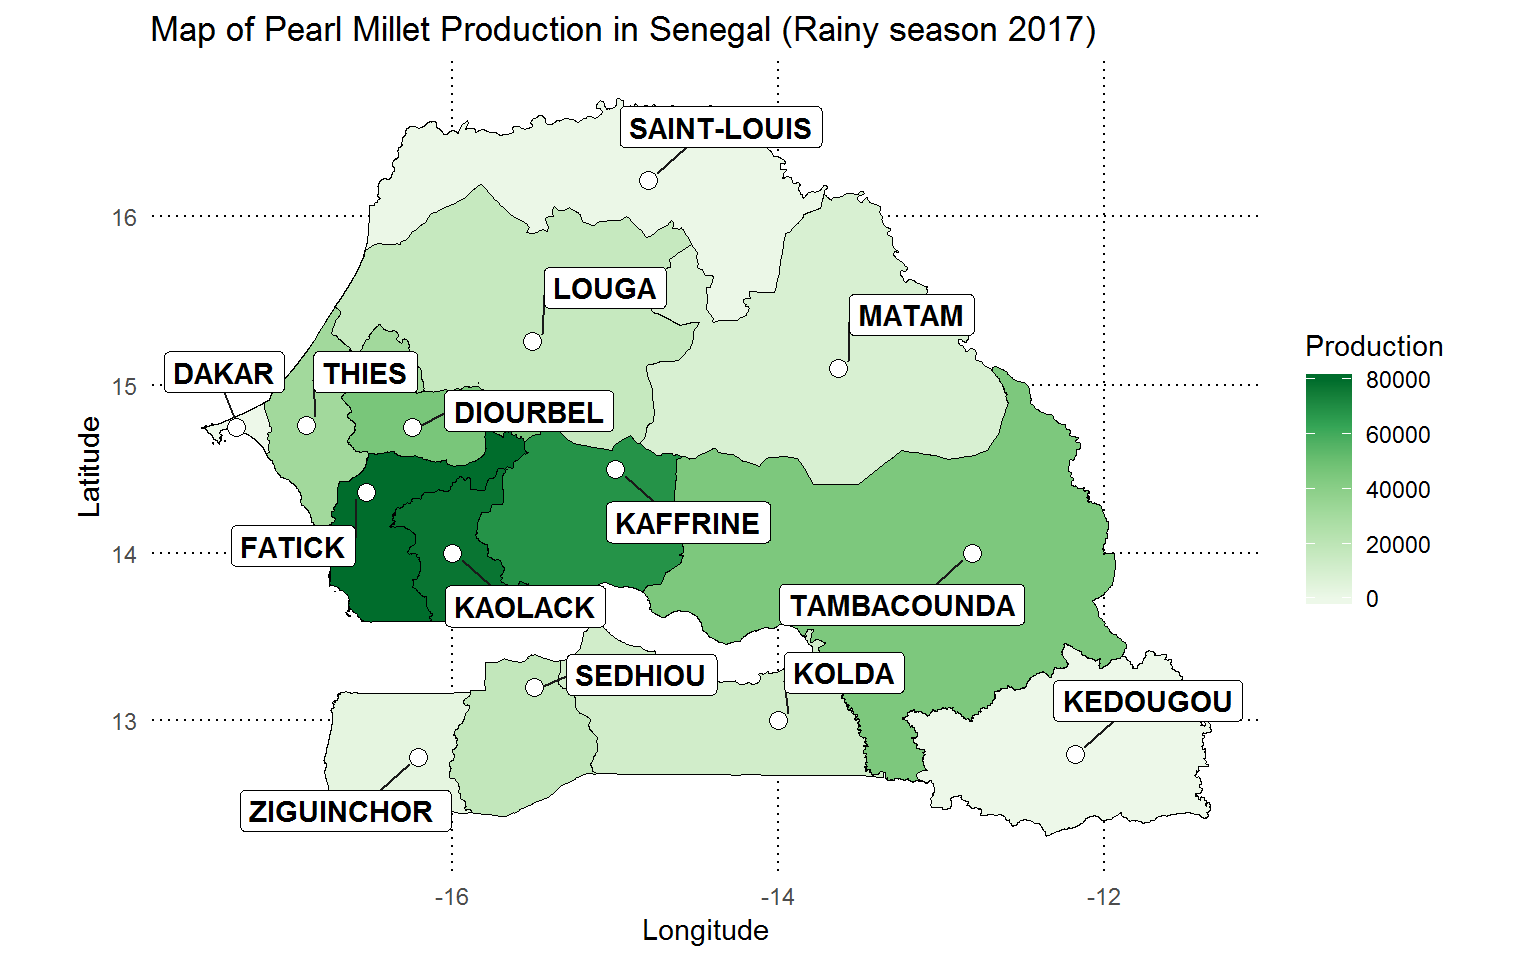 Map of Pearl Millet Production in Senegal (Rainy season 2017)
SAINT-LOUIS
LOUGA
MATAM
DAKAR
THIES
DIOURBEL
KAFFRINE
FATICK
KAOLACK
TAMBACOUNDA
SEDHIOU
KOLDA
KEDOUGOU
ZIGUINCHOR
Latitude
16
15
14
13
-16
-14
-12
Longitude
Production
80000
60000
40000
20000
0